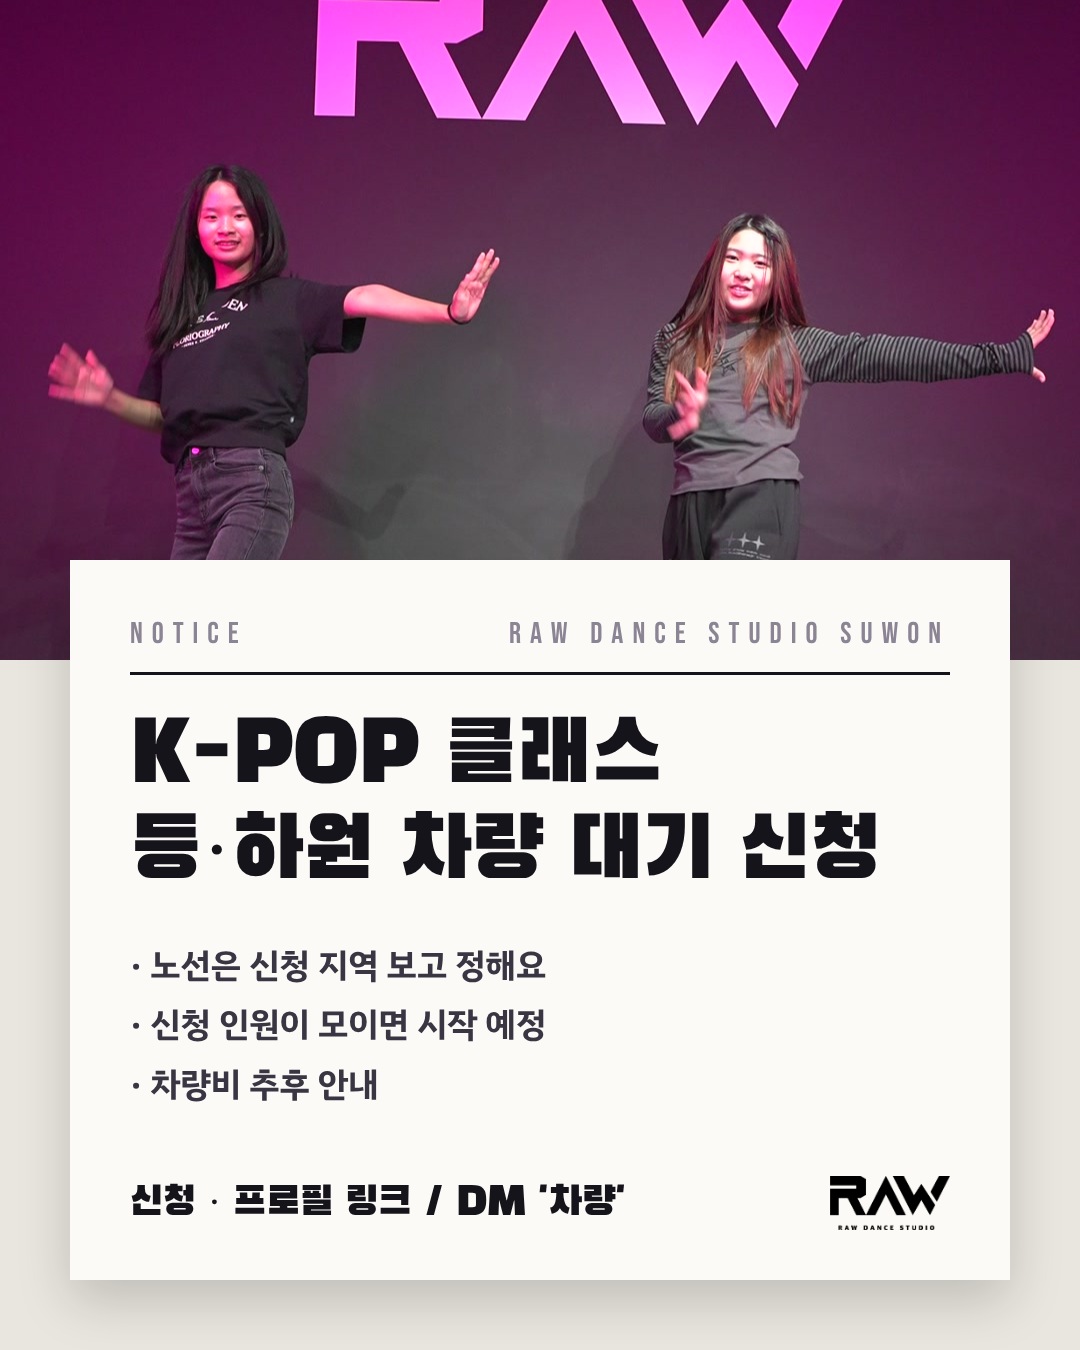 RAW
NOTICE
RAW DANCE STUDIO SUWON
K-POP 클래스
등·하원 차량 대기 신청
· 노선은 신청 지역 보고 정해요
· 신청 인원이 모이면 시작 예정
· 차량비 추후 안내
신청 · 프로필 링크 / DM '차량'
RAW
RAW DANCE STUDIO